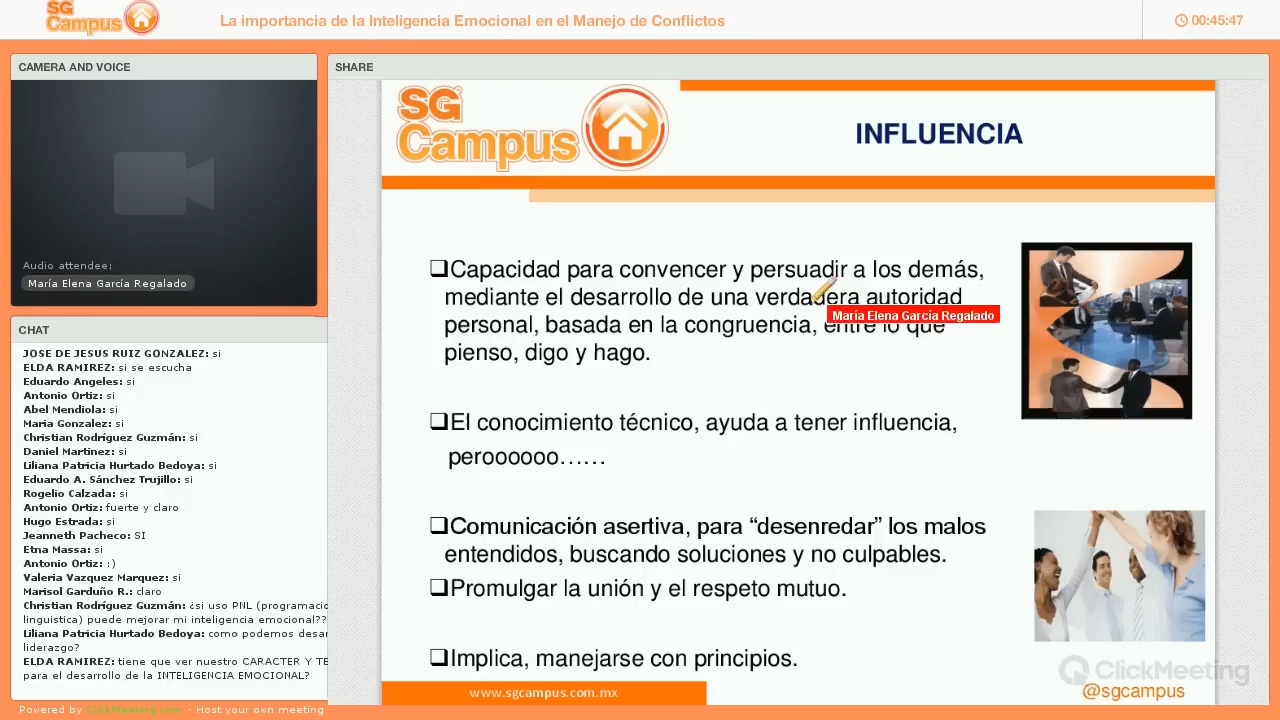 SG Campus
La importancia de la Inteligencia Emocional en el Manejo de Conflictos
00:45:47
CAMERA AND VOICE
Audio attendee:
María Elena García Regalado
CHAT
JOSE DE JESUS RUIZ GONZALEZ: si
ELDA RAMIREZ: si se escucha
Eduardo Angeles: si
Antonio Ortiz: si
Abel Mendiola: si
Maria Gonzalez: si
Christian Rodríguez Guzmán: si
Daniel Martinez: si
Liliana Patricia Hurtado Bedoya: si
Eduardo A. Sánchez Trujillo: si
Rogelio Calzada: si
Antonio Ortiz: fuerte y claro
Hugo Estrada: si
Jeanneth Pacheco: SI
Etna Massa: si
Antonio Ortiz: :)
Valeria Vazquez Marquez: si
Marisol Garduño R.: claro
Christian Rodríguez Guzmán: ¿si uso PNL (programacio
linguistica) puede mejorar mi inteligencia emocional??
Liliana Patricia Hurtado Bedoya: como podemos desar
liderazgo?
ELDA RAMIREZ: tiene que ver nuestro CARACTER Y TE
para el desarrollo de la INTELIGENCIA EMOCIONAL?
Powered by ClickMeeting.com - Host your own meeting
SHARE
SG Campus
INFLUENCIA
❑Capacidad para convencer y persuadir a los demás,
mediante el desarrollo de una verdadera autoridad
María Elena García Regalado
personal, basada en la congruencia, entre lo que
pienso, digo y hago.
❑El conocimiento técnico, ayuda a tener influencia,
peroooooo……
❑Comunicación asertiva, para “desenredar” los malos
entendidos, buscando soluciones y no culpables.
❑Promulgar la unión y el respeto mutuo.
❑Implica, manejarse con principios.
www.sgcampus.com.mx
ClickMeeting
@sgcampus